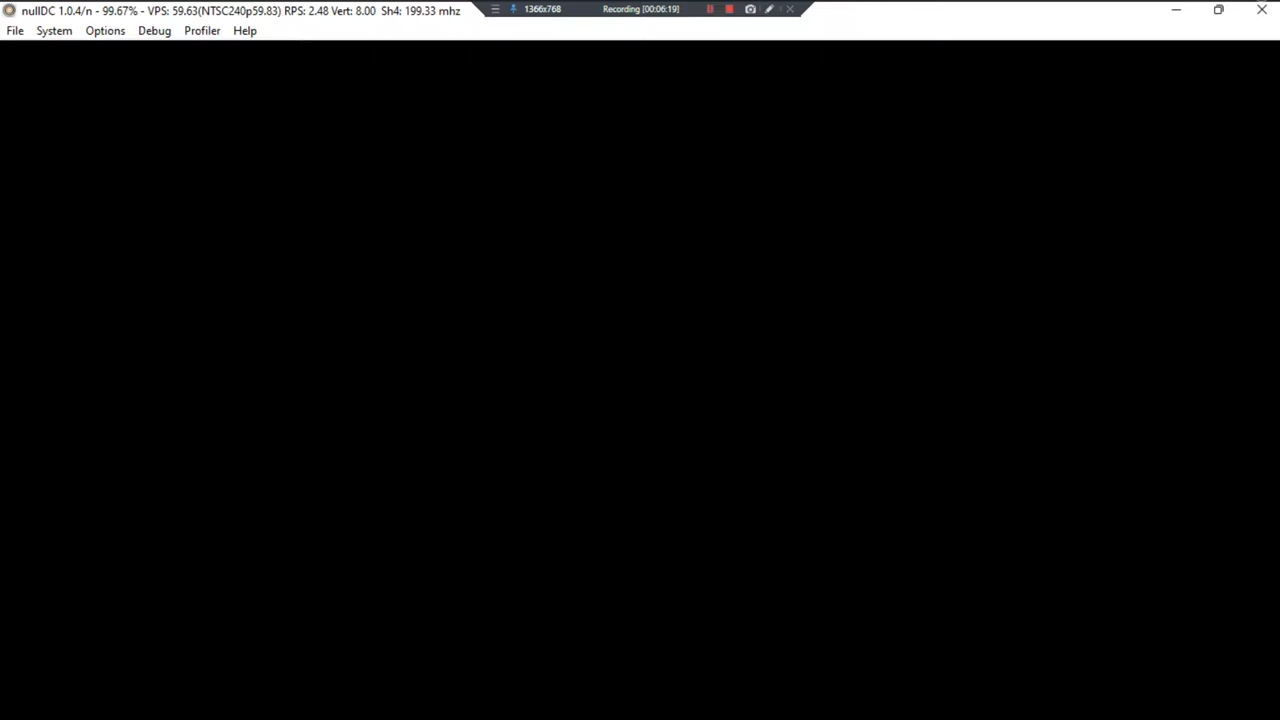 nullDC 1.0.4/n - 99.67% - VPS: 59.63(NTSC240p59.83) RPS: 2.48 Vert: 8.00 Sh4: 199.33 mhz
1366x768
Recording [00:06:19]
File System Options Debug Profiler Help